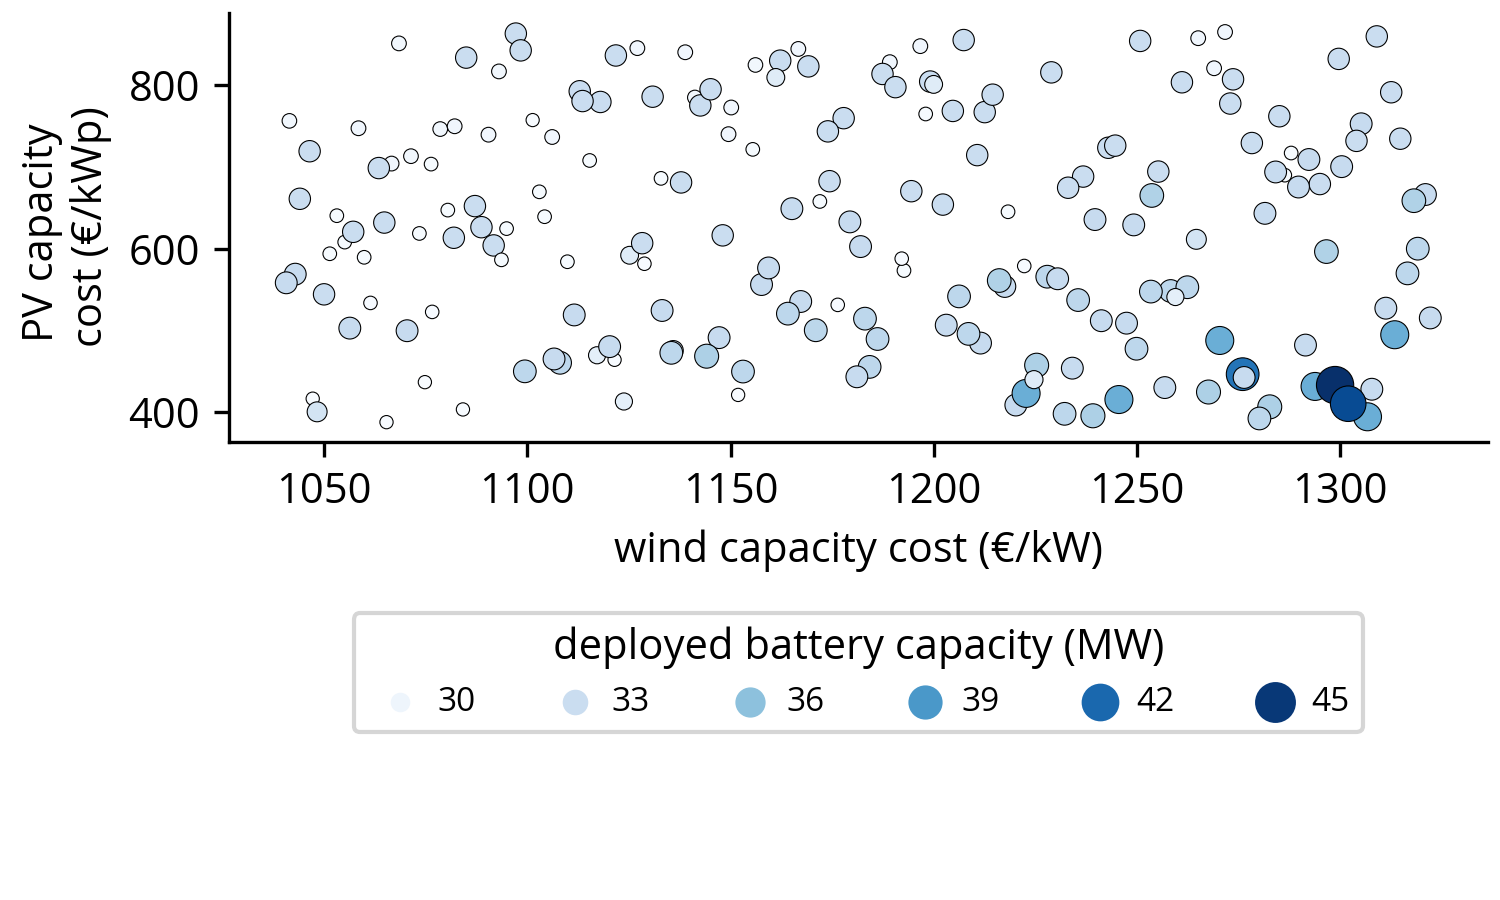 PV capacity
cost (€/kWp)
800
600
400
1050 1100 1150 1200 1250 1300
wind capacity cost (€/kW)
deployed battery capacity (MW)
30 33 36 39 42 45